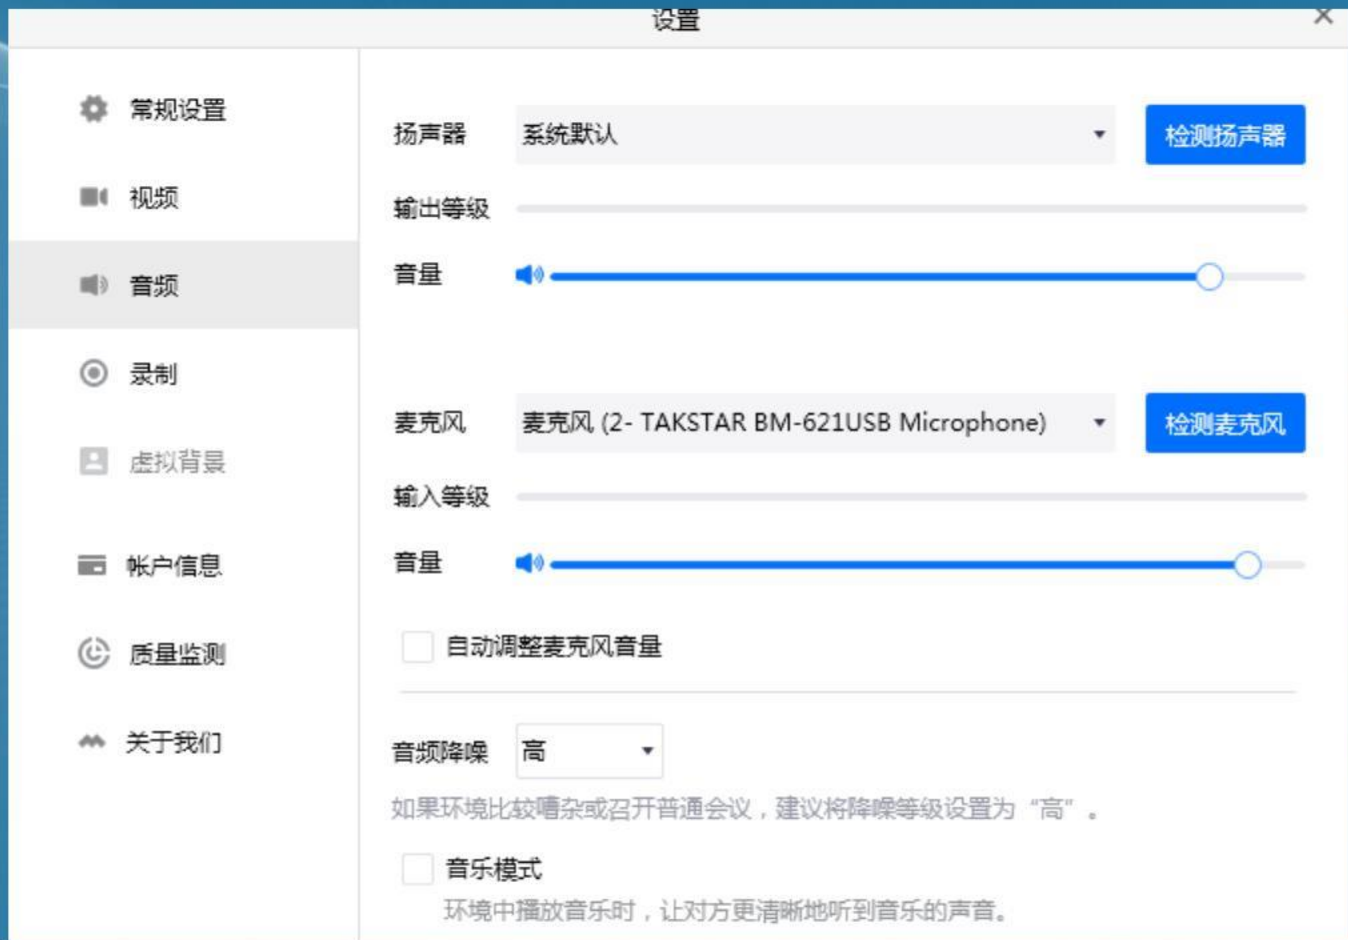 设置
常规设置
视频
音频
录制
虚拟背景
帐户信息
质量监测
关于我们
扬声器 系统默认 检测扬声器
输出等级
音量
麦克风 麦克风 (2- TAKSTAR BM-621USB Microphone) 检测麦克风
输入等级
音量
自动调整麦克风音量
音频降噪 高
如果环境比较嘈杂或召开普通会议，建议将降噪等级设置为“高”。
音乐模式
环境中播放音乐时，让对方更清晰地听到音乐的声音。